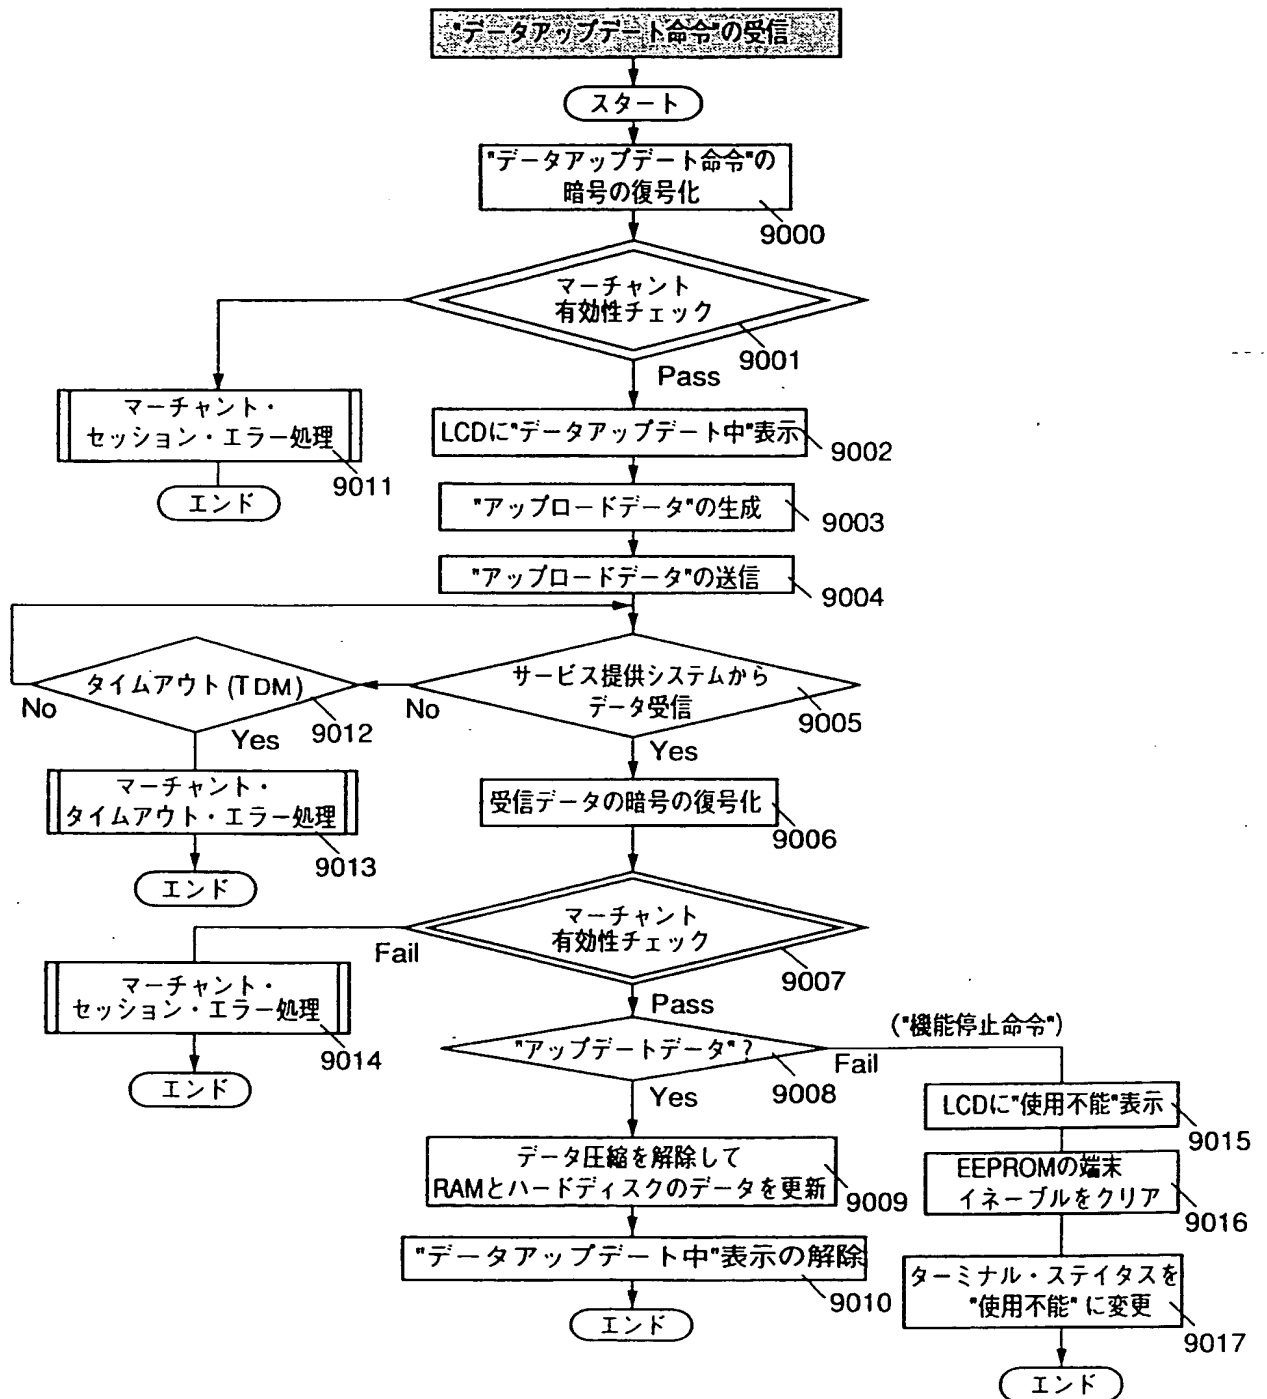 "データアップデート命令"の受信
スタート
"データアップデート命令"の
暗号の復号化
9000
マーチャント
有効性チェック
9001
Pass
マーチャント・
セッション・エラー処理
9011
エンド
LCDに"データアップデート中"表示
9002
"アップロードデータ"の生成
9003
"アップロードデータ"の送信
9004
サービス提供システムから
データ受信
9005
No
Yes
タイムアウト(TDM)
9012
No
Yes
マーチャント・
タイムアウト・エラー処理
9013
エンド
受信データの暗号の復号化
9006
マーチャント
有効性チェック
9007
Fail
Pass
マーチャント・
セッション・エラー処理
9014
エンド
"アップデートデータ"?
9008
("機能停止命令")
Fail
Yes
LCDに"使用不能"表示
9015
データ圧縮を解除して
RAMとハードディスクのデータを更新
9009
EEPROMの端末
イネーブルをクリア
9016
"データアップデート中"表示の解除
9010
エンド
ターミナル・ステイタスを
"使用不能"に変更
9017
エンド